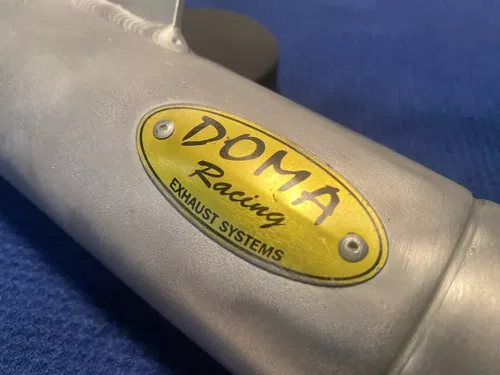 DOMA
Racing
EXHAUST SYSTEMS